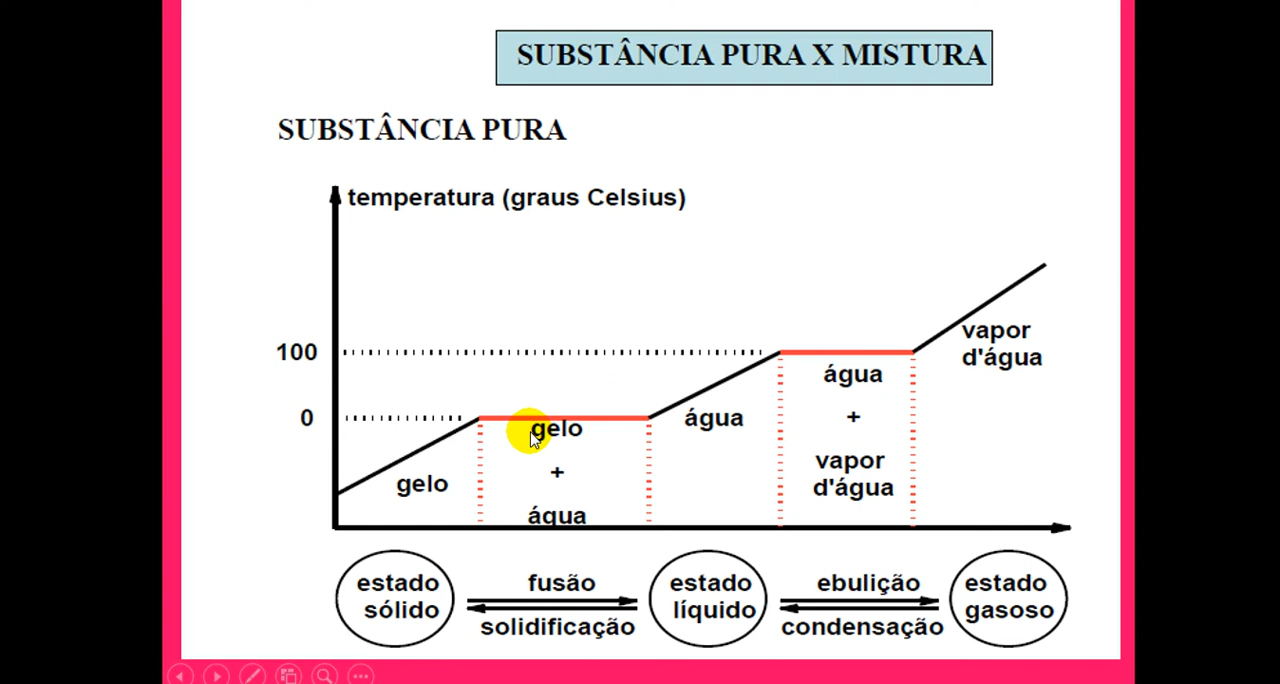 SUBSTÂNCIA PURA X MISTURA
SUBSTÂNCIA PURA
temperatura (graus Celsius)
100
0
gelo
gelo
+
água
água
água
+
vapor
d'água
vapor
d'água
estado
sólido
fusão
solidificação
estado
líquido
ebulição
condensação
estado
gasoso